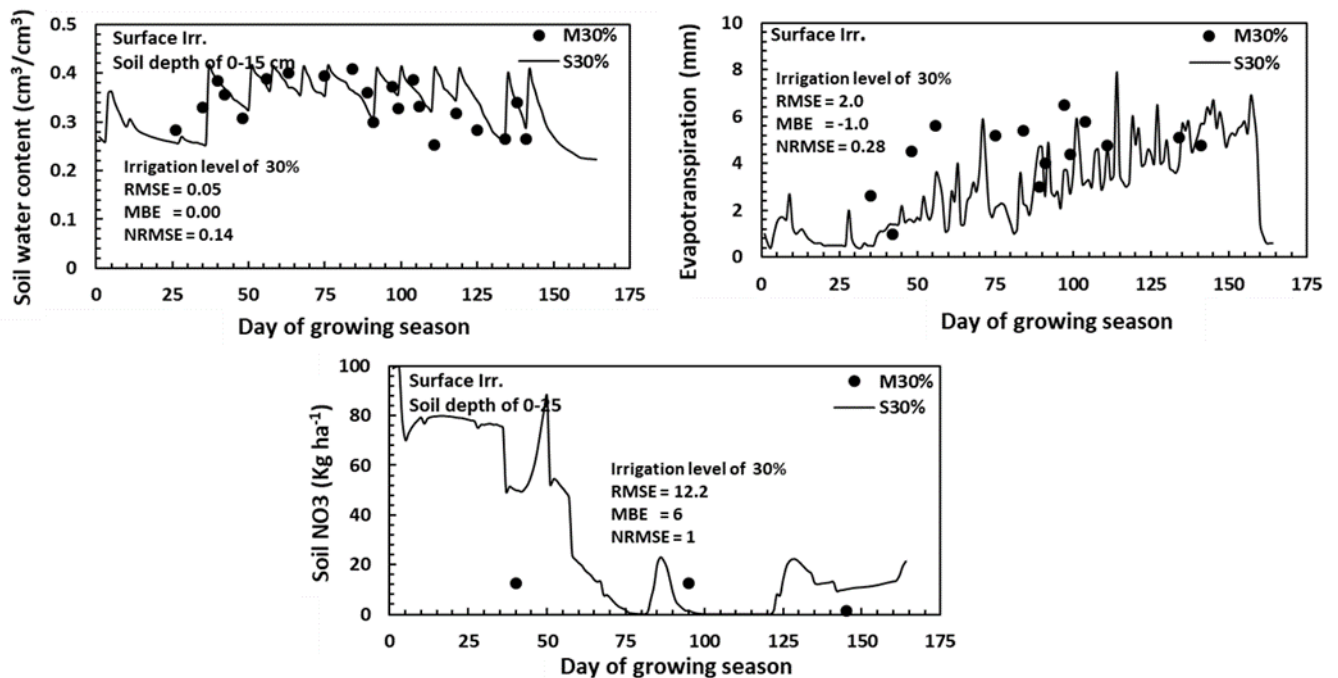 Soil water content (cm³/cm³)
0.5
0.4
0.3
0.2
0.1
0
Surface Irr.
Soil depth of 0-15 cm
M30%
S30%
Irrigation level of 30%
RMSE = 0.05
MBE = 0.00
NRMSE = 0.14
0 25 50 75 100 125 150 175
Day of growing season
Evapotranspiration (mm)
10
8
6
4
2
0
Surface Irr.
M30%
S30%
Irrigation level of 30%
RMSE = 2.0
MBE = -1.0
NRMSE = 0.28
0 25 50 75 100 125 150 175
Day of growing season
Soil NO3 (Kg ha⁻¹)
100
80
60
40
20
0
Surface Irr.
Soil depth of 0-25
M30%
S30%
Irrigation level of 30%
RMSE = 12.2
MBE = 6
NRMSE = 1
0 25 50 75 100 125 150 175
Day of growing season